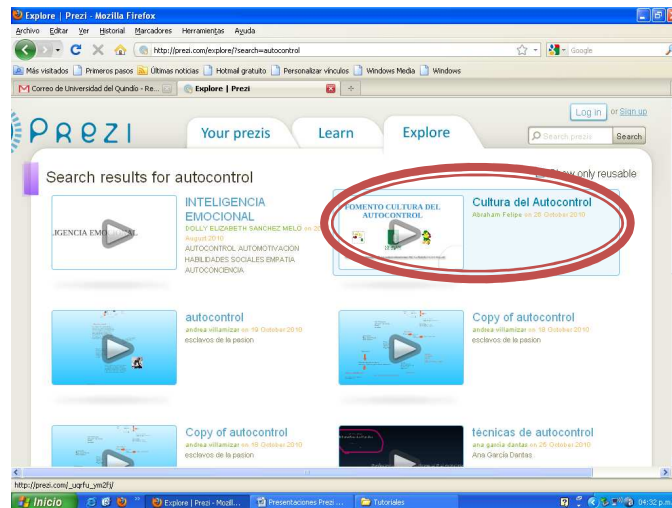 Explore | Prezi - Mozilla Firefox
Archivo Editar Ver Historial Marcadores Herramientas Ayuda
http://prezi.com/explore/?search=autocontrol
Google
Más visitados Primeros pasos Últimas noticias Hotmail gratuito Personalizar vínculos Windows Media Windows
Correo de Universidad del Quindío - Re... Explore | Prezi
Log in or Sign up
PREZI
Your prezis Learn Explore
Search prezis Search
Search results for autocontrol
Show only reusable
INTELIGENCIA
EMOCIONAL
DOLLY ELIZABETH SANCHEZ MELO on
August 2010
AUTOCONTROL AUTOMOTIVACION
HABILIDADES SOCIALES EMPATIA
AUTOCONCIENCIA
FOMENTO CULTURA DEL
AUTOCONTROL
Cultura del Autocontrol
Abraham Felipe on 26 October 2010
autocontrol
andrea villamizar on 19 October 2010
esclavos de la pasion
Copy of autocontrol
andrea villamizar on 19 October 2010
esclavos de la pasion
Copy of autocontrol
andrea villamizar on 19 October 2010
esclavos de la pasion
técnicas de autocontrol
ana garcia dantas on 26 October 2010
Ana García Dantas
http://prezi.com/_uqrfu_ym2fj/
Inicio Explore | Prezi - Mozill... Presentaciones Prezi ... Tutoriales 04:32 p.m.